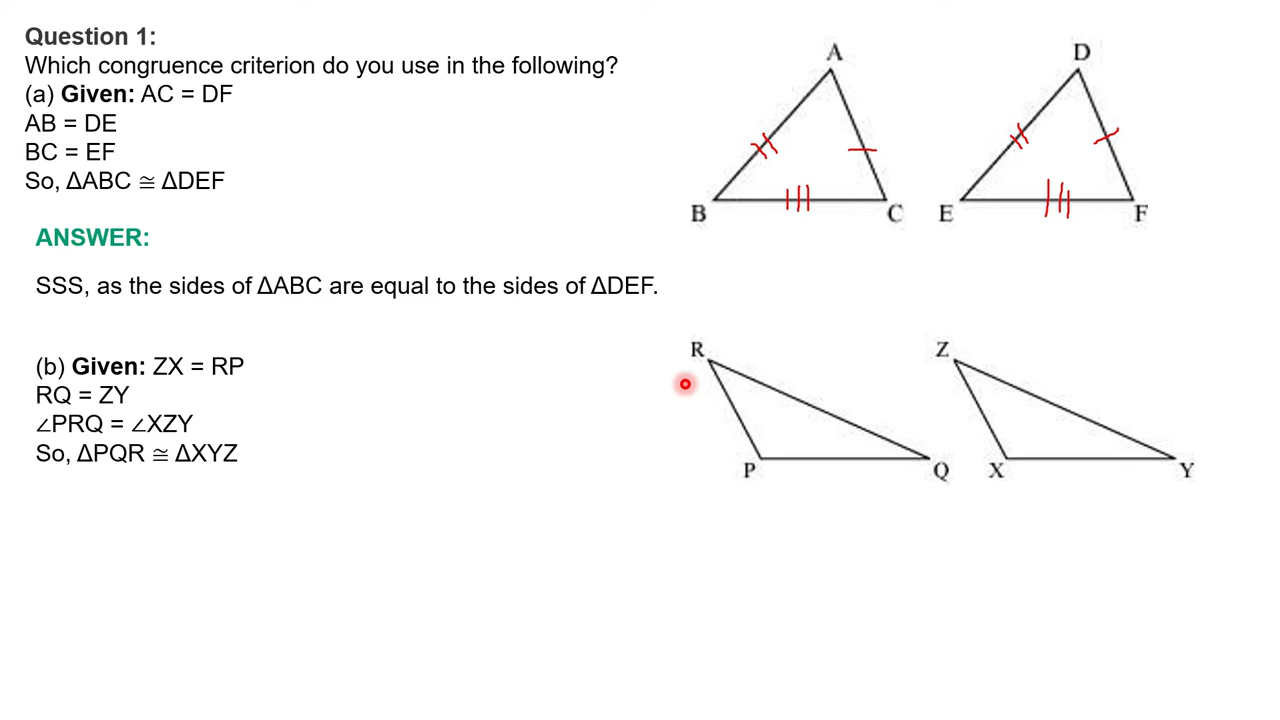 Question 1:
Which congruence criterion do you use in the following?
(a) Given: AC = DF
AB = DE
BC = EF
So, ΔABC ≅ ΔDEF
ANSWER:
SSS, as the sides of ΔABC are equal to the sides of ΔDEF.
A
B
C
D
E
F
(b) Given: ZX = RP
RQ = ZY
∠PRQ = ∠XZY
So, ΔPQR ≅ ΔXYZ
R
P
Q
Z
X
Y